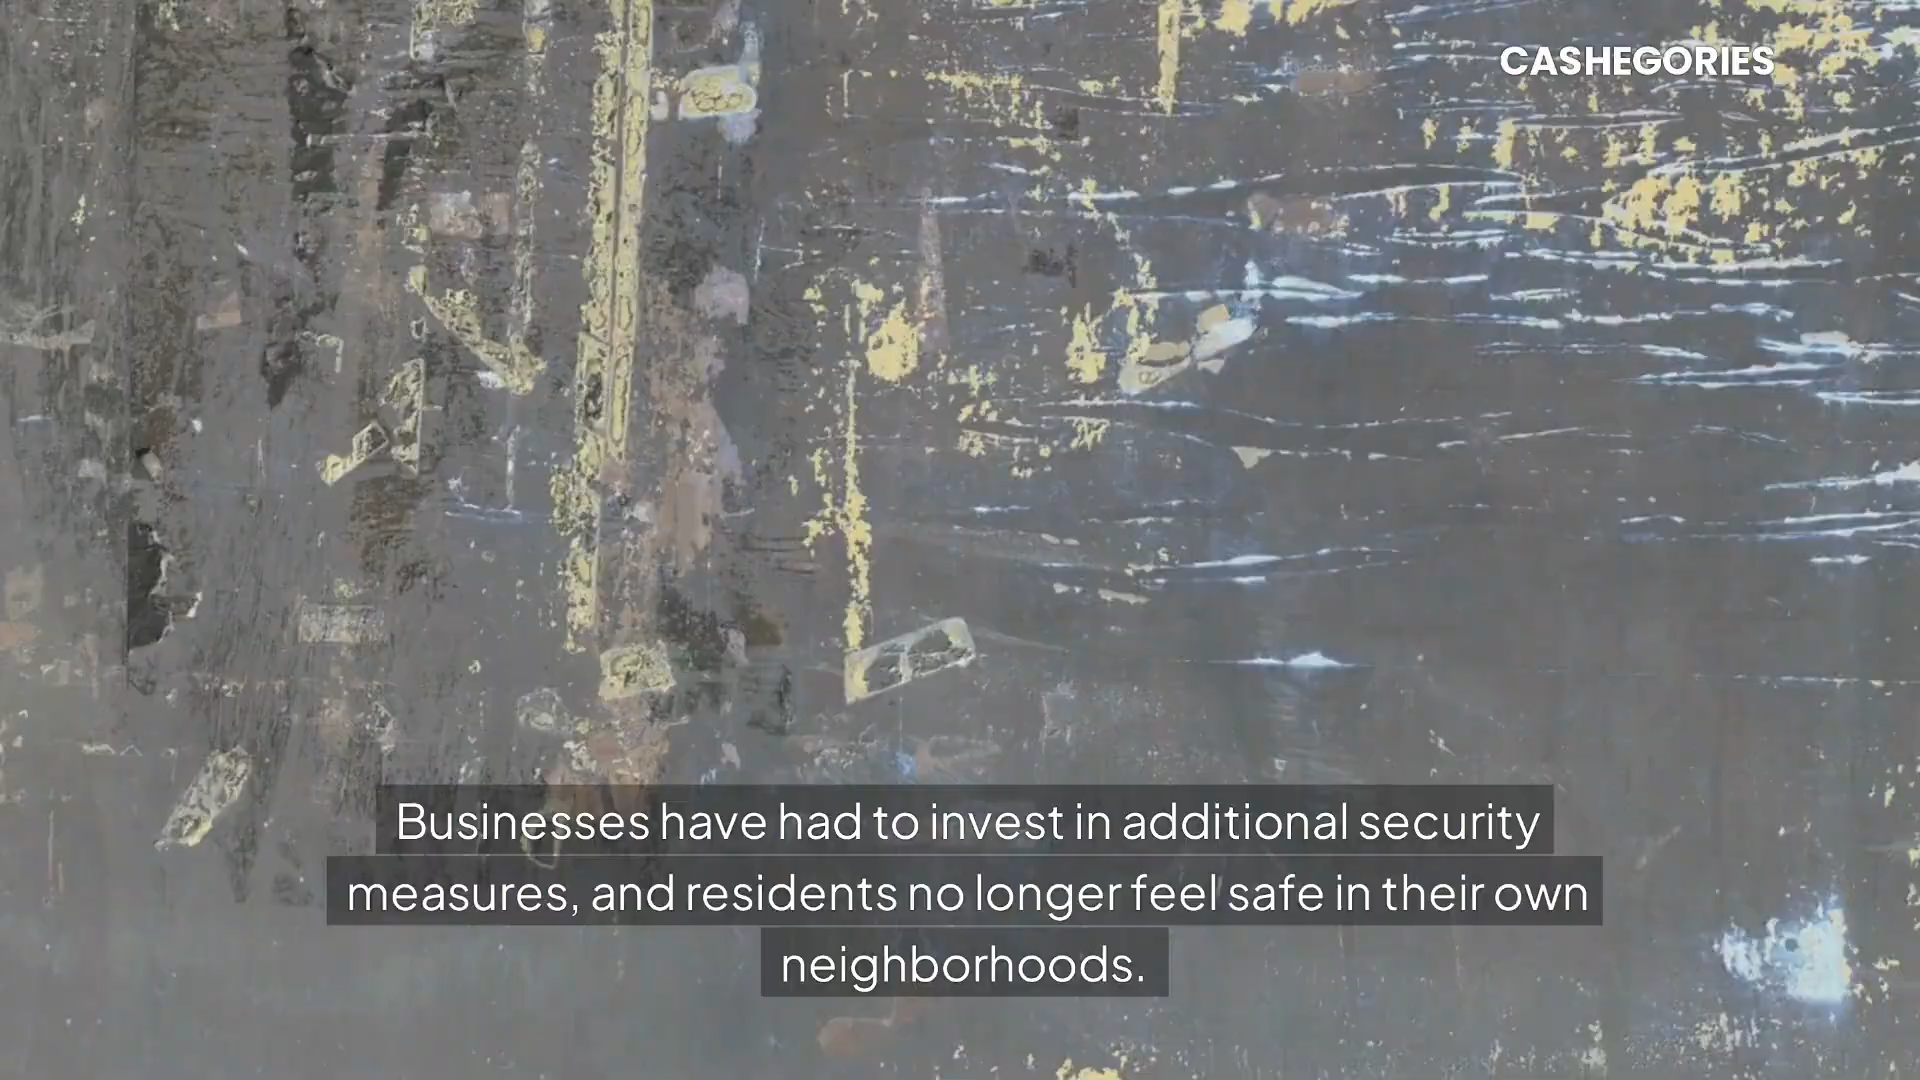 CASHEGORIES
Businesses have had to invest in additional security
measures, and residents no longer feel safe in their own
neighborhoods.